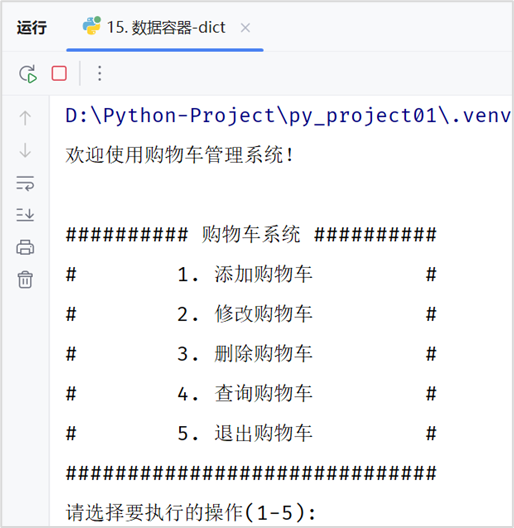 运行 15. 数据容器-dict ×
D:\Python-Project\py_project01\.venv
欢迎使用购物车管理系统!
########## 购物车系统 ##########
# 1. 添加购物车 #
# 2. 修改购物车 #
# 3. 删除购物车 #
# 4. 查询购物车 #
# 5. 退出购物车 #
##############################
请选择要执行的操作(1-5):